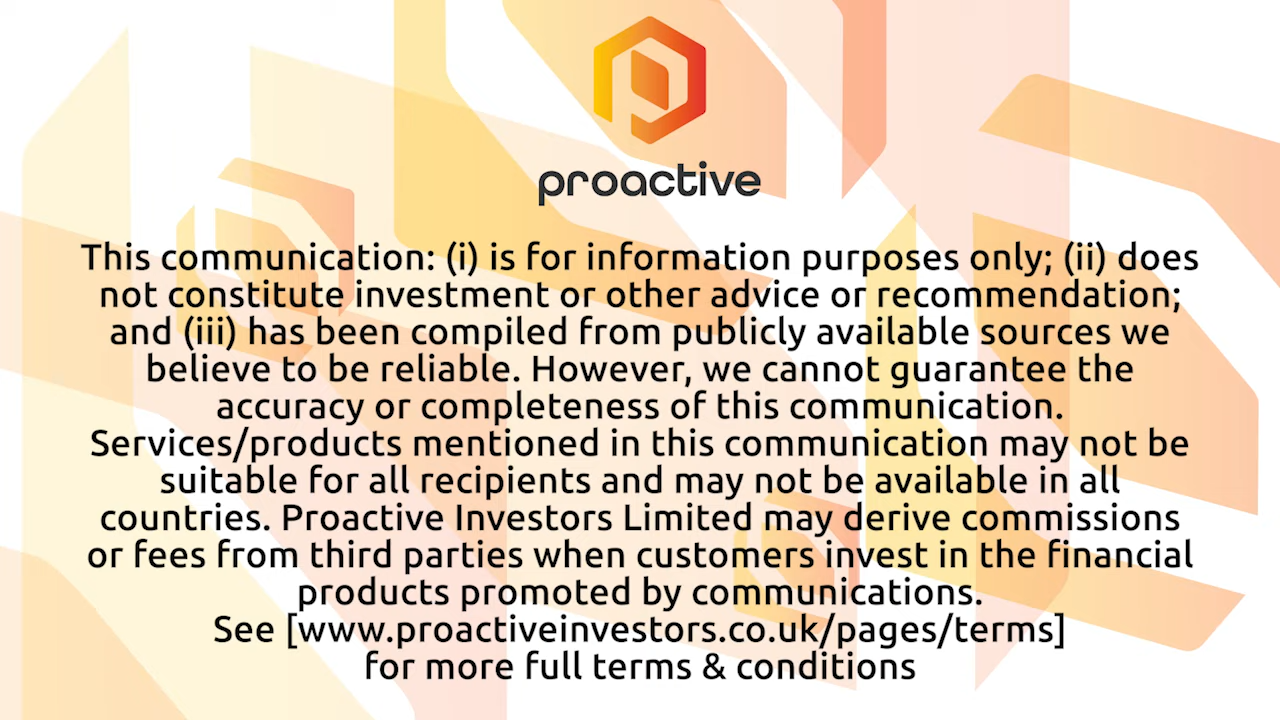 proactive
This communication: (i) is for information purposes only; (ii) does
not constitute investment or other advice or recommendation;
and (iii) has been compiled from publicly available sources we
believe to be reliable. However, we cannot guarantee the
accuracy or completeness of this communication.
Services/products mentioned in this communication may not be
suitable for all recipients and may not be available in all
countries. Proactive Investors Limited may derive commissions
or fees from third parties when customers invest in the financial
products promoted by communications.
See [www.proactiveinvestors.co.uk/pages/terms]
for more full terms & conditions